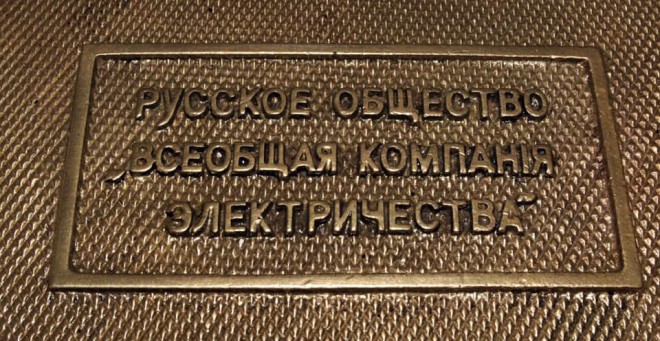 РУССКОЕ ОБЩЕСТВО
„ВСЕОБЩАЯ КОМПАНІЯ
ЭЛЕКТРИЧЕСТВА“